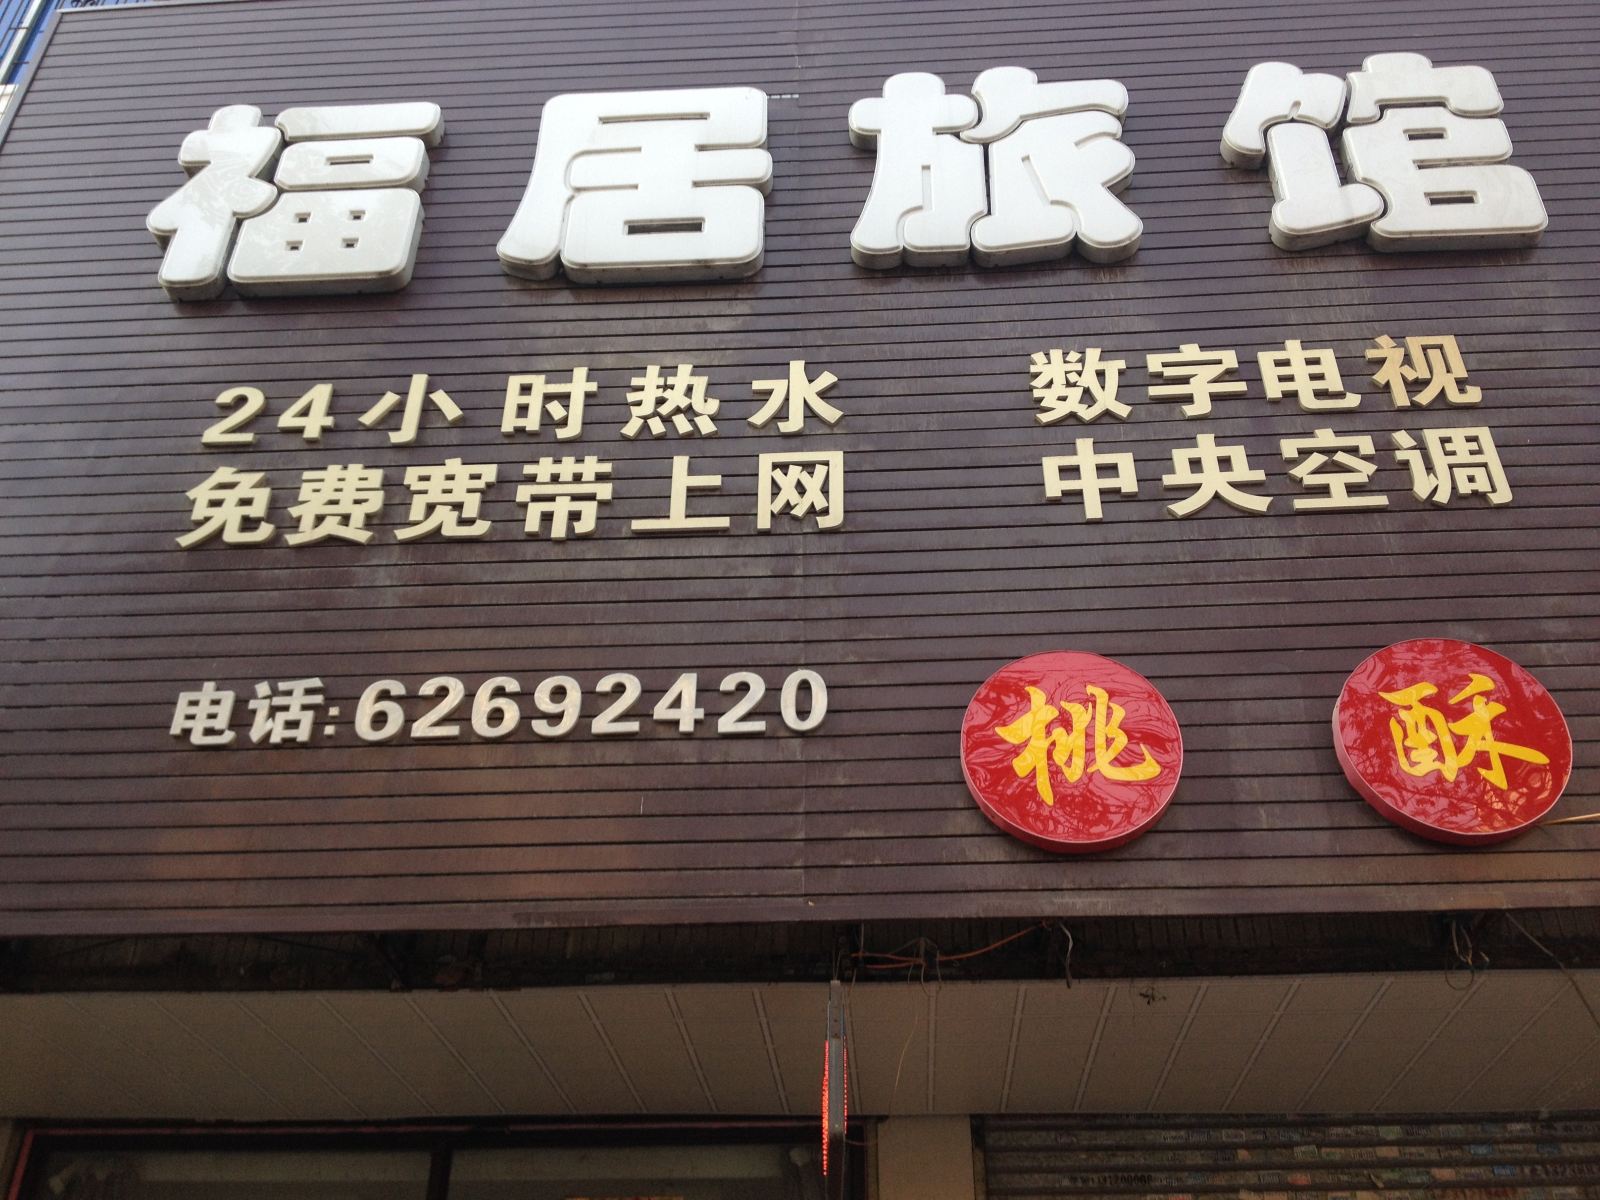 福居旅馆
24小时热水 数字电视
免费宽带上网 中央空调
电话:62692420
桃酥